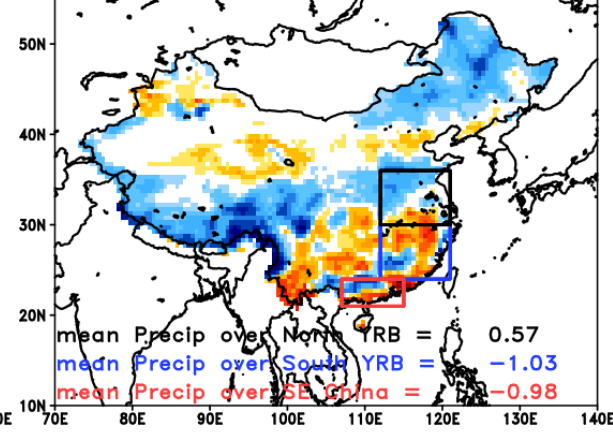 50N
40N
30N
20N
mean Precip over North YRB = 0.57
mean Precip over South YRB = −1.03
mean Precip over SE China = −0.98
10N
0E 70E 80E 90E 100E 110E 120E 130E 140E